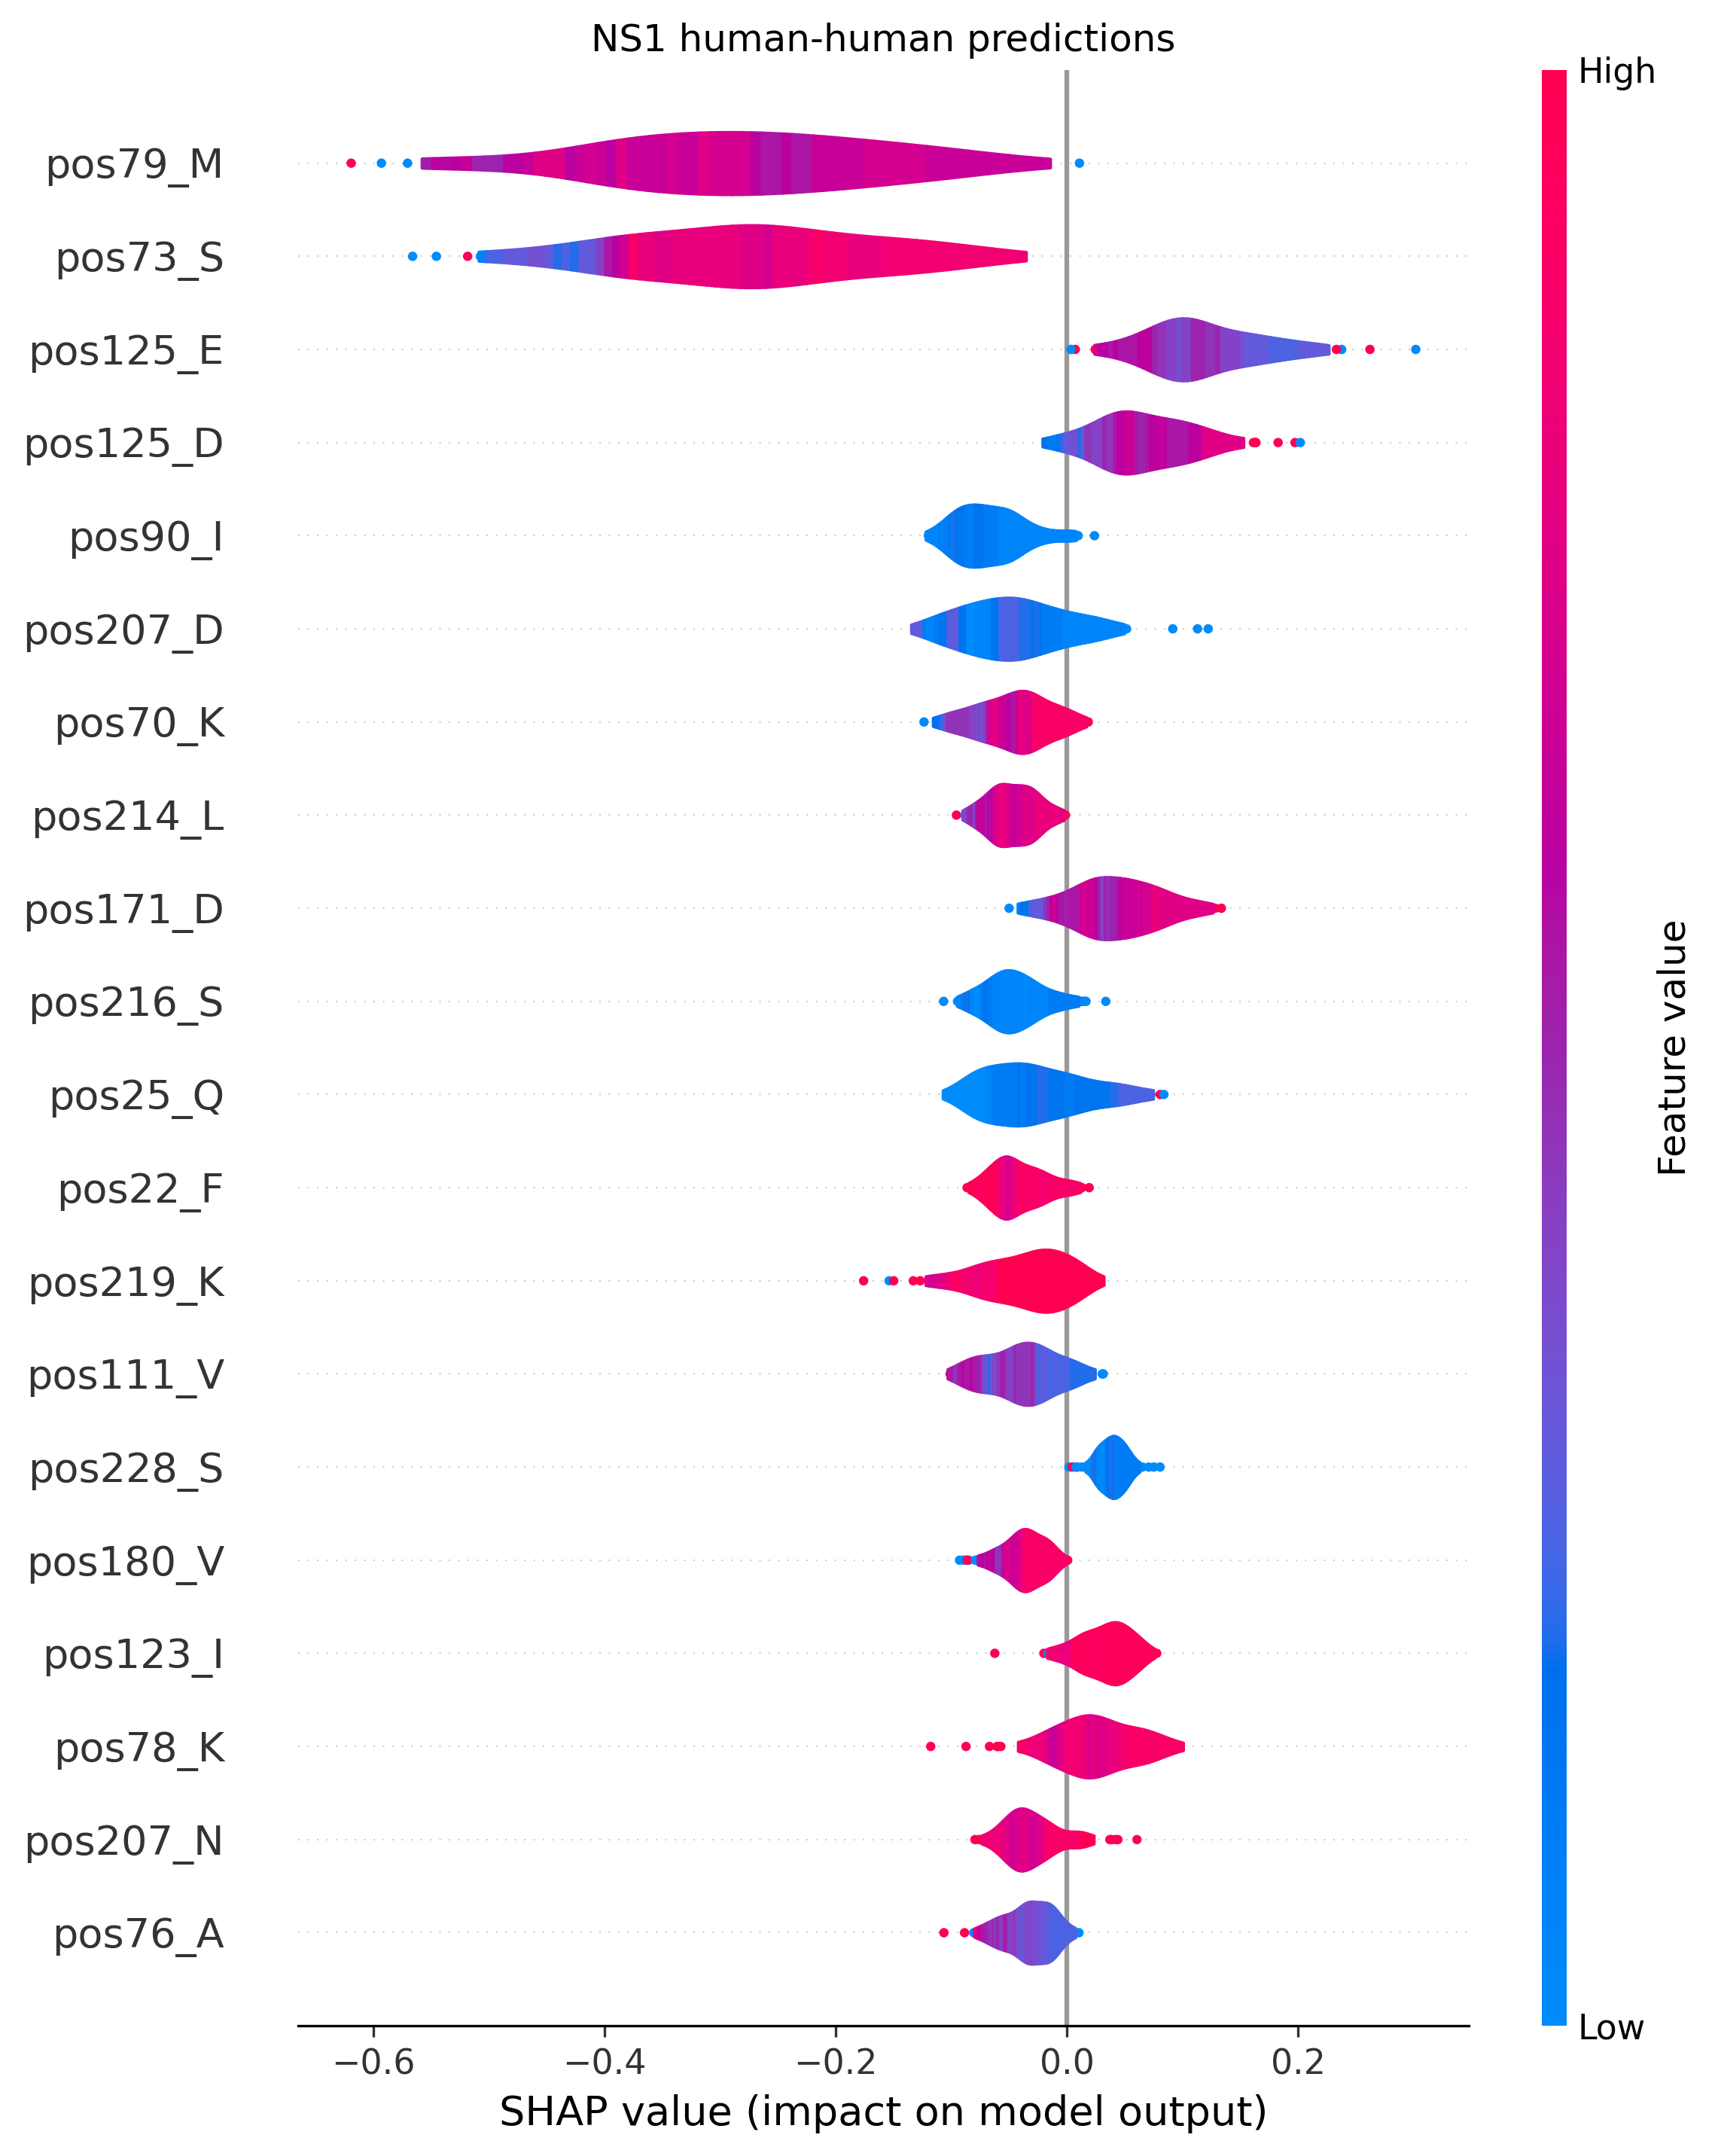 NS1 human-human predictions
High
pos79_M
pos73_S
pos125_E
pos125_D
pos90_I
pos207_D
pos70_K
pos214_L
pos171_D
pos216_S
pos25_Q
pos22_F
pos219_K
pos111_V
pos228_S
pos180_V
pos123_I
pos78_K
pos207_N
pos76_A
Feature value
Low
−0.6 −0.4 −0.2 0.0 0.2
SHAP value (impact on model output)